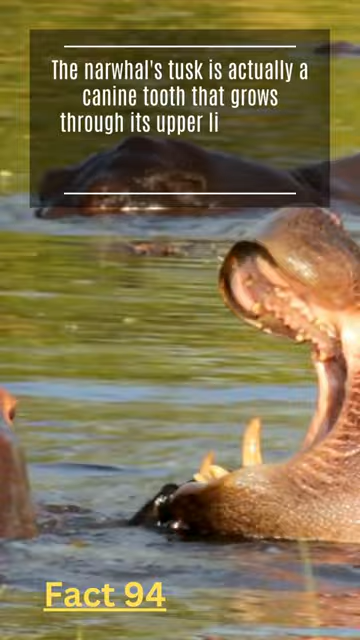 The narwhal's tusk is actually a
canine tooth that grows
through its upper li
Fact 94